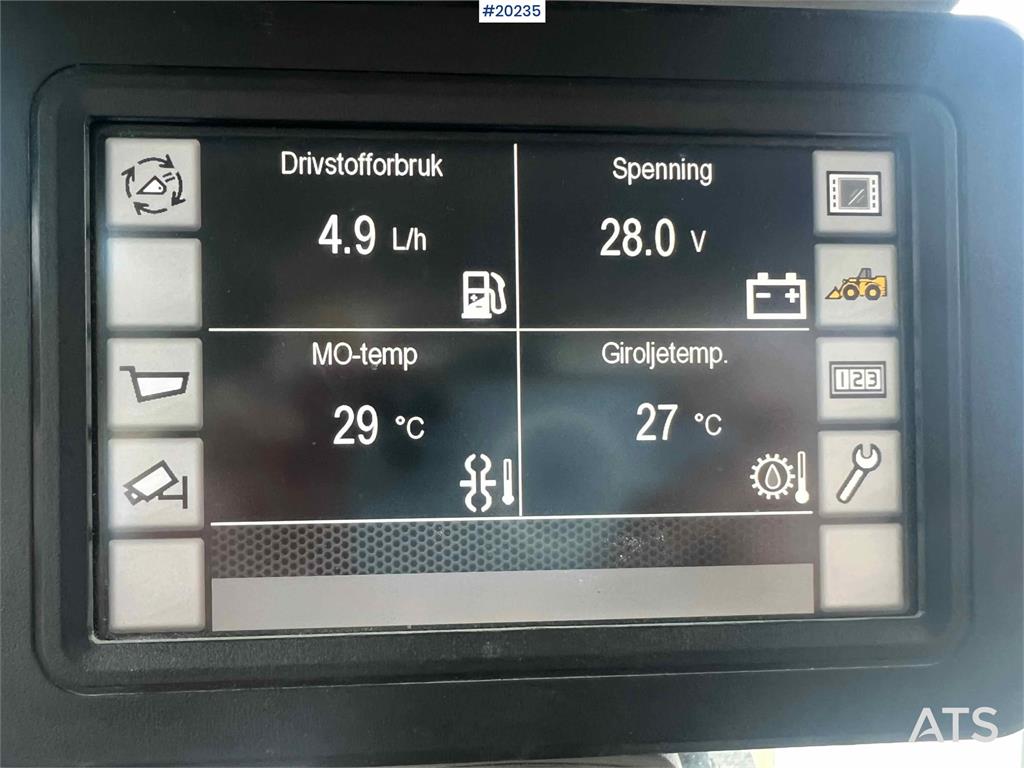 #20235
Drivstofforbruk
4.9 L/h
Spenning
28.0 V
MO-temp
29 °C
Giroljetemp.
27 °C
123
ATS